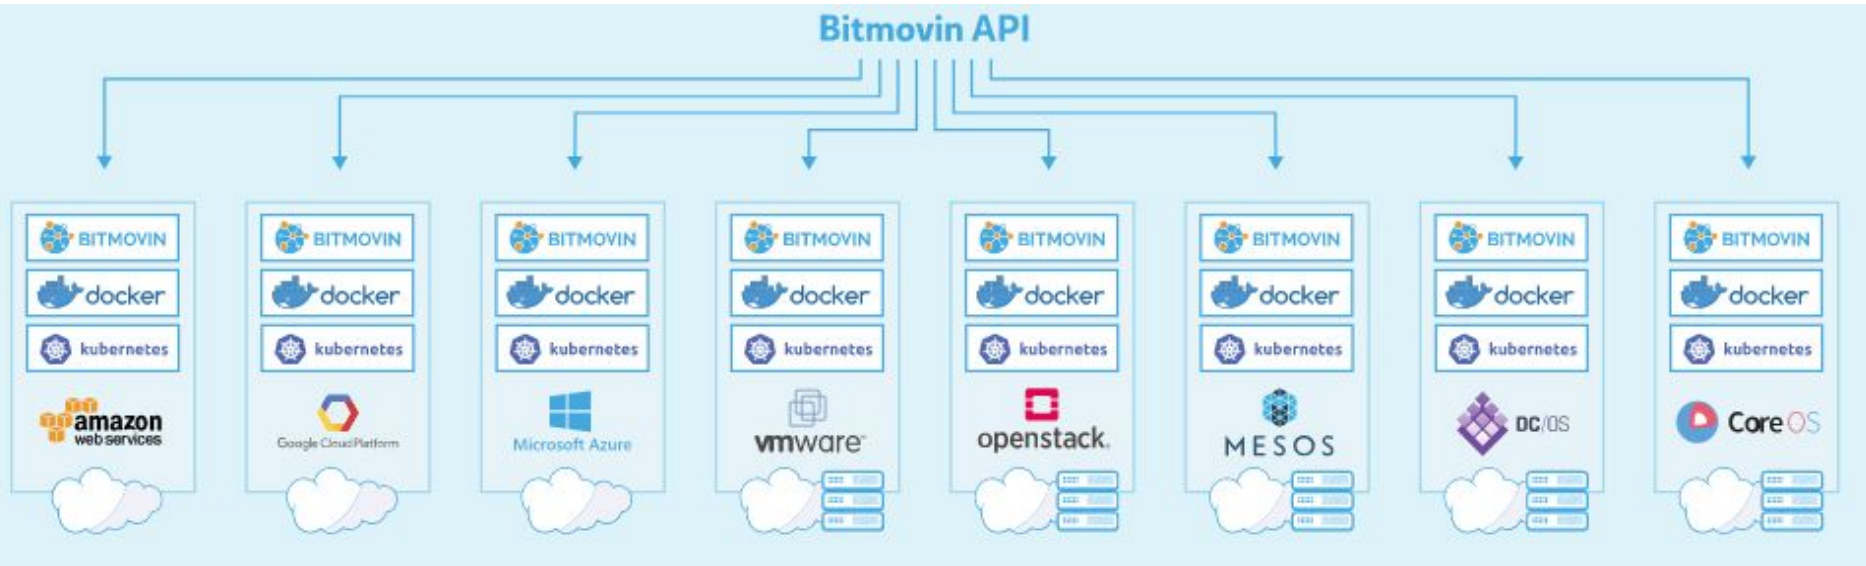 Bitmovin API
BITMOVIN
docker
kubernetes
amazon
web services
BITMOVIN
docker
kubernetes
Google Cloud Platform
BITMOVIN
docker
kubernetes
Microsoft Azure
BITMOVIN
docker
kubernetes
vmware
BITMOVIN
docker
kubernetes
openstack.
BITMOVIN
docker
kubernetes
MESOS
BITMOVIN
docker
kubernetes
DC/OS
BITMOVIN
docker
kubernetes
Core OS